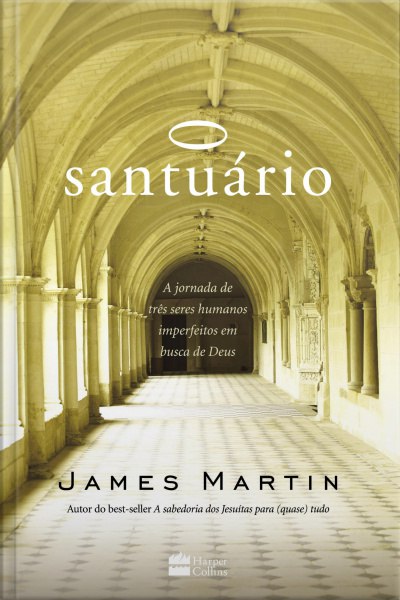 O
santuário
A jornada de
três seres humanos
imperfeitos em
busca de Deus
JAMES MARTIN
Autor do best-seller A sabedoria dos Jesuítas para (quase) tudo
Harper
Collins